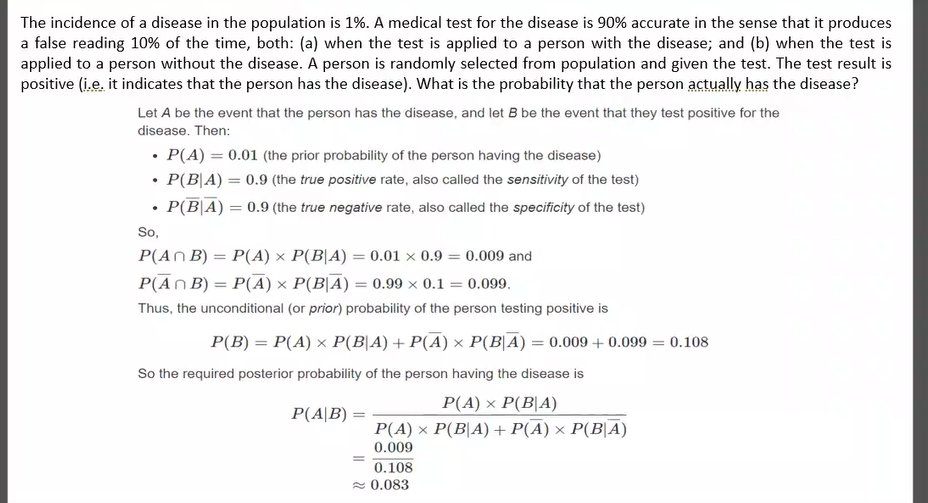 The incidence of a disease in the population is 1%. A medical test for the disease is 90% accurate in the sense that it produces
a false reading 10% of the time, both: (a) when the test is applied to a person with the disease; and (b) when the test is
applied to a person without the disease. A person is randomly selected from population and given the test. The test result is
positive (i.e. it indicates that the person has the disease). What is the probability that the person actually has the disease?
Let A be the event that the person has the disease, and let B be the event that they test positive for the
disease. Then:
• P(A) = 0.01 (the prior probability of the person having the disease)
• P(B|A) = 0.9 (the true positive rate, also called the sensitivity of the test)
• P(B̅|A̅) = 0.9 (the true negative rate, also called the specificity of the test)
So,
P(A ∩ B) = P(A) × P(B|A) = 0.01 × 0.9 = 0.009 and
P(A̅ ∩ B) = P(A̅) × P(B|A̅) = 0.99 × 0.1 = 0.099.
Thus, the unconditional (or prior) probability of the person testing positive is
P(B) = P(A) × P(B|A) + P(A̅) × P(B|A̅) = 0.009 + 0.099 = 0.108
So the required posterior probability of the person having the disease is
P(A) × P(B|A)
P(A|B) =
P(A) × P(B|A) + P(A̅) × P(B|A̅)
0.009
=
0.108
≈ 0.083